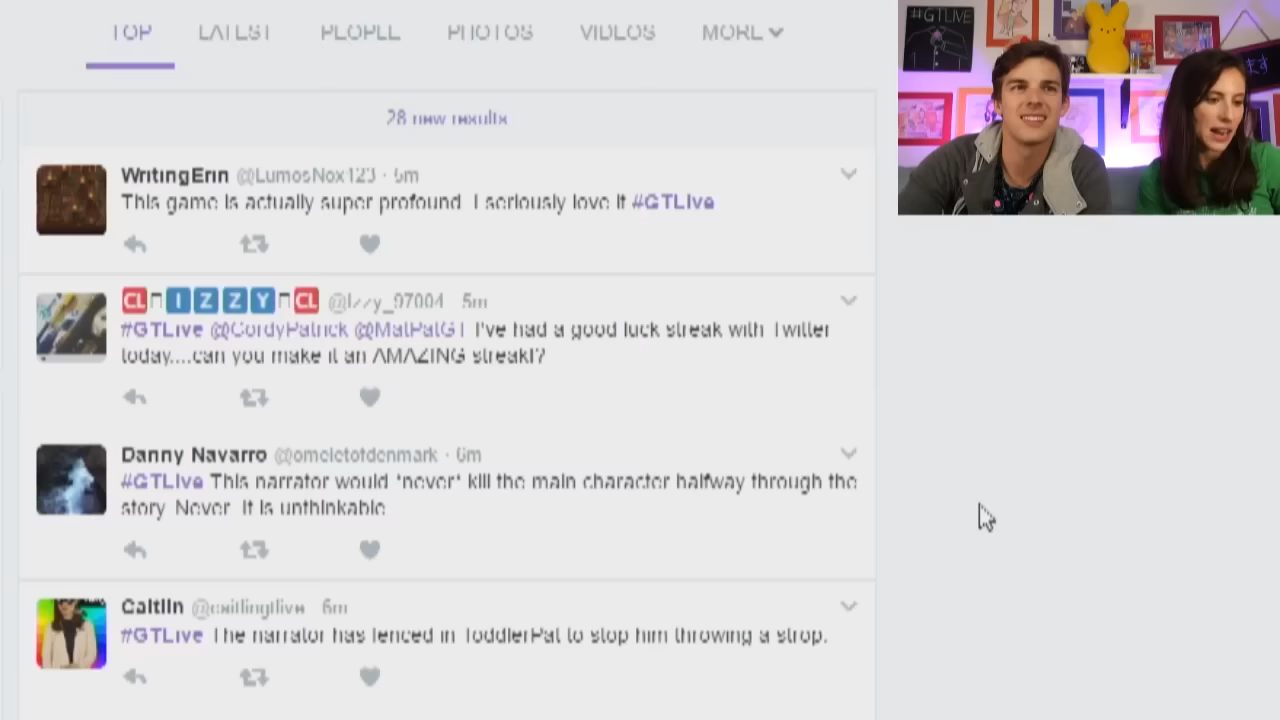 TOP LATEST PEOPLE PHOTOS VIDEOS MORE
#GTLIVE
28 new results
WritingErin @LumosNox123 · 6m
This game is actually super profound. I seriously love it #GTLive
CL I Z Z Y CL @Izzy_97004 · 5m
#GTLive @CordyPatrick @MatPatGT I've had a good luck streak with Twitter
today....can you make it an AMAZING streak!?
Danny Navarro @omeletofdenmark · 6m
#GTLive This narrator would *never* kill the main character halfway through the
story. Never. It is unthinkable
Caitlin @caitlingtlive · 6m
#GTLive The narrator has fenced in ToddlerPat to stop him throwing a strop.